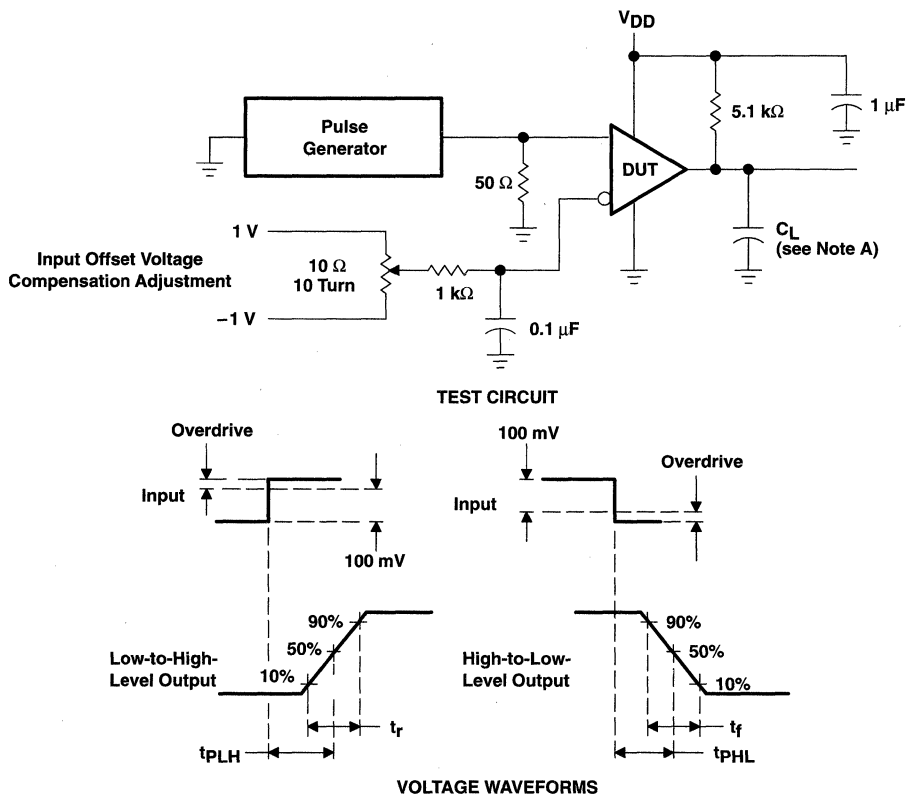 VDD
Pulse
Generator
5.1 kΩ
1 µF
DUT
50 Ω
CL
(see Note A)
1 V
Input Offset Voltage
Compensation Adjustment
10 Ω
10 Turn
1 kΩ
−1 V
0.1 µF
TEST CIRCUIT
Overdrive
100 mV
Overdrive
Input
Input
100 mV
90%
90%
50%
50%
Low-to-High-
Level Output
High-to-Low-
Level Output
10%
10%
tr
tf
tPLH
tPHL
VOLTAGE WAVEFORMS